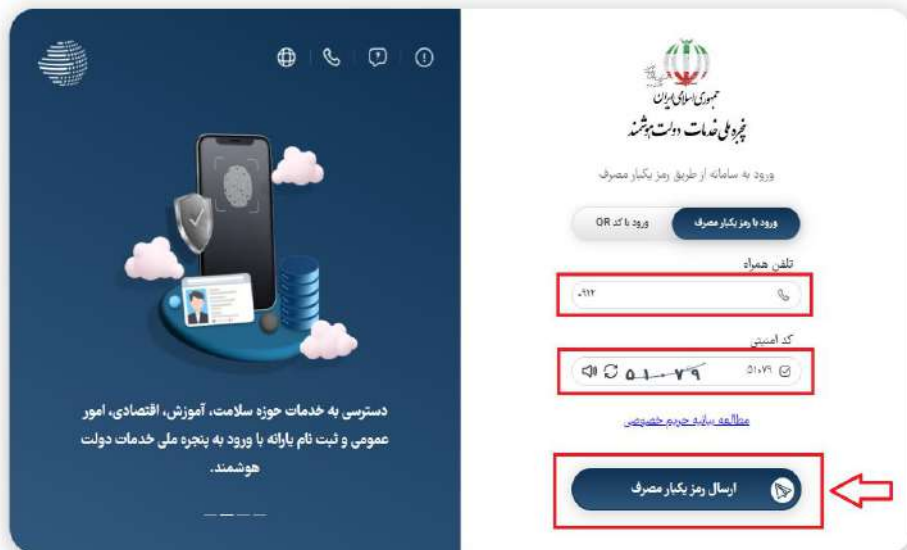 جمهوری اسلامی ایران
پنجره ملی خدمات دولت هوشمند
ورود به سامانه از طریق رمز یکبار مصرف
ورود با رمز یکبار مصرف
ورود با کد QR
تلفن همراه
۰۹۱۲
کد امنیتی
۵۱۰۷۹
۵۱۰۷۹
مطالعه بیانیه حریم خصوصی
ارسال رمز یکبار مصرف
دسترسی به خدمات حوزه سلامت، آموزش، اقتصادی، امور
عمومی و ثبت نام یارانه با ورود به پنجره ملی خدمات دولت
هوشمند.